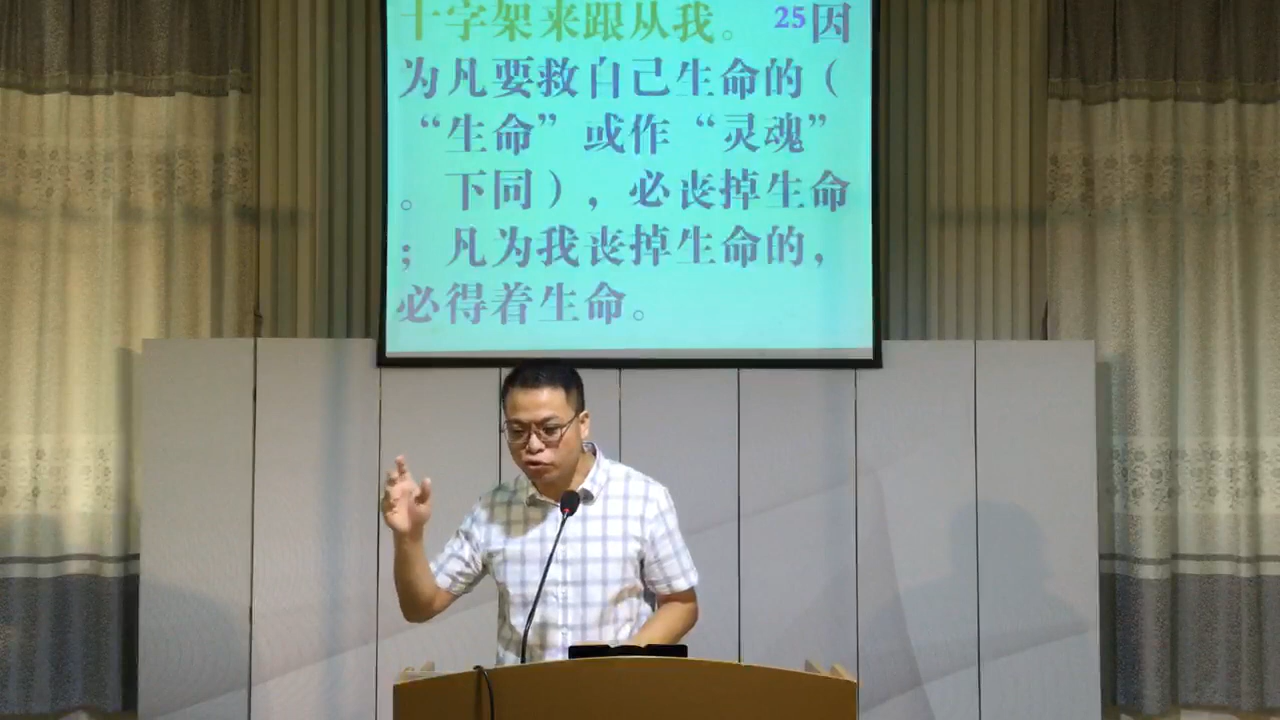 十字架来跟从我。 25因
为凡要救自己生命的（
“生命”或作“灵魂”
。 下同），必丧掉生命
；凡为我丧掉生命的，
必得着生命。